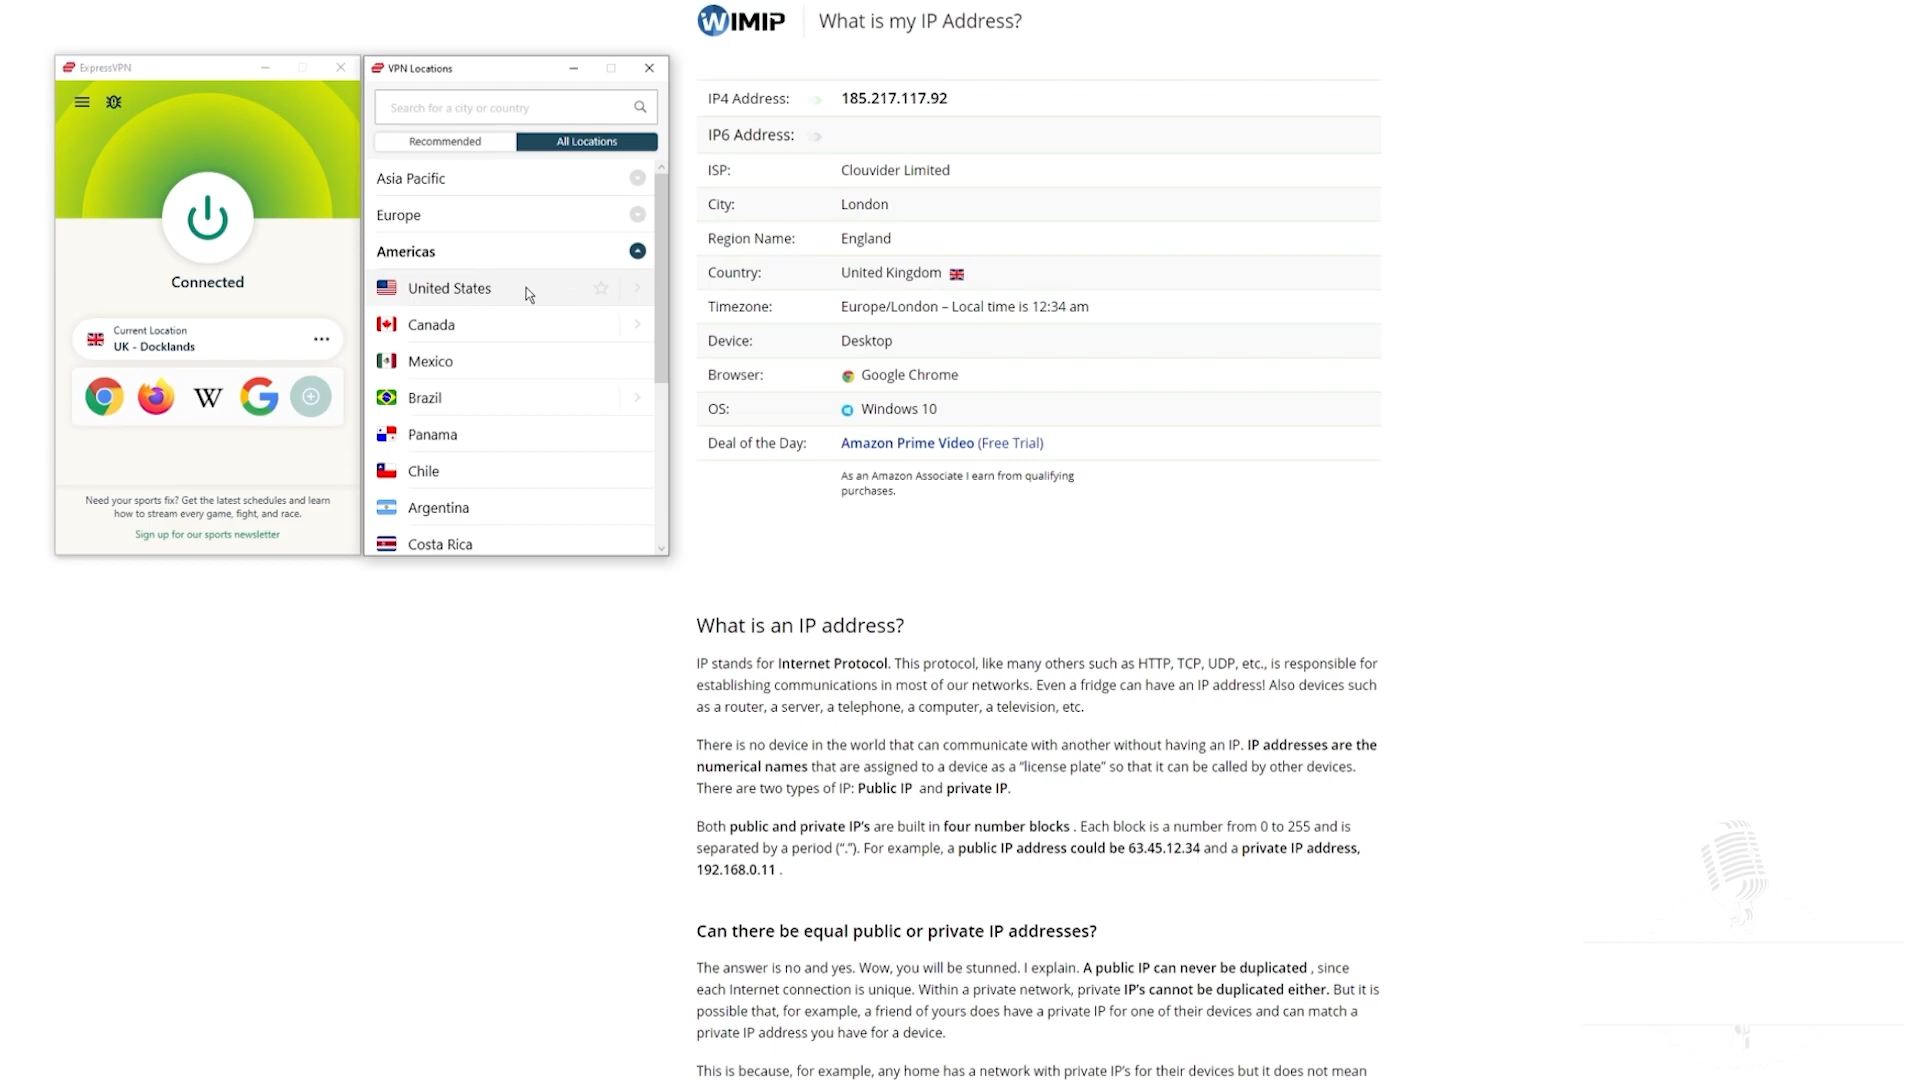 WIMIP
What is my IP Address?
ExpressVPN
Connected
Current Location
UK - Docklands
W
Need your sports fix? Get the latest schedules and learn
how to stream every game, fight, and race.
Sign up for our sports newsletter
VPN Locations
Search for a city or country
Recommended
All Locations
Asia Pacific
Europe
Americas
United States
Canada
Mexico
Brazil
Panama
Chile
Argentina
Costa Rica
IP4 Address: 185.217.117.92
IP6 Address:
ISP: Clouvider Limited
City: London
Region Name: England
Country: United Kingdom
Timezone: Europe/London – Local time is 12:34 am
Device: Desktop
Browser: Google Chrome
OS: Windows 10
Deal of the Day: Amazon Prime Video (Free Trial)
As an Amazon Associate I earn from qualifying
purchases.
What is an IP address?
IP stands for Internet Protocol. This protocol, like many others such as HTTP, TCP, UDP, etc., is responsible for
establishing communications in most of our networks. Even a fridge can have an IP address! Also devices such
as a router, a server, a telephone, a computer, a television, etc.
There is no device in the world that can communicate with another without having an IP. IP addresses are the
numerical names that are assigned to a device as a “license plate” so that it can be called by other devices.
There are two types of IP: Public IP and private IP.
Both public and private IP’s are built in four number blocks . Each block is a number from 0 to 255 and is
separated by a period (“.”). For example, a public IP address could be 63.45.12.34 and a private IP address,
192.168.0.11 .
Can there be equal public or private IP addresses?
The answer is no and yes. Wow, you will be stunned. I explain. A public IP can never be duplicated , since
each Internet connection is unique. Within a private network, private IP’s cannot be duplicated either. But it is
possible that, for example, a friend of yours does have a private IP for one of their devices and can match a
private IP address you have for a device.
This is because, for example, any home has a network with private IP’s for their devices but it does not mean